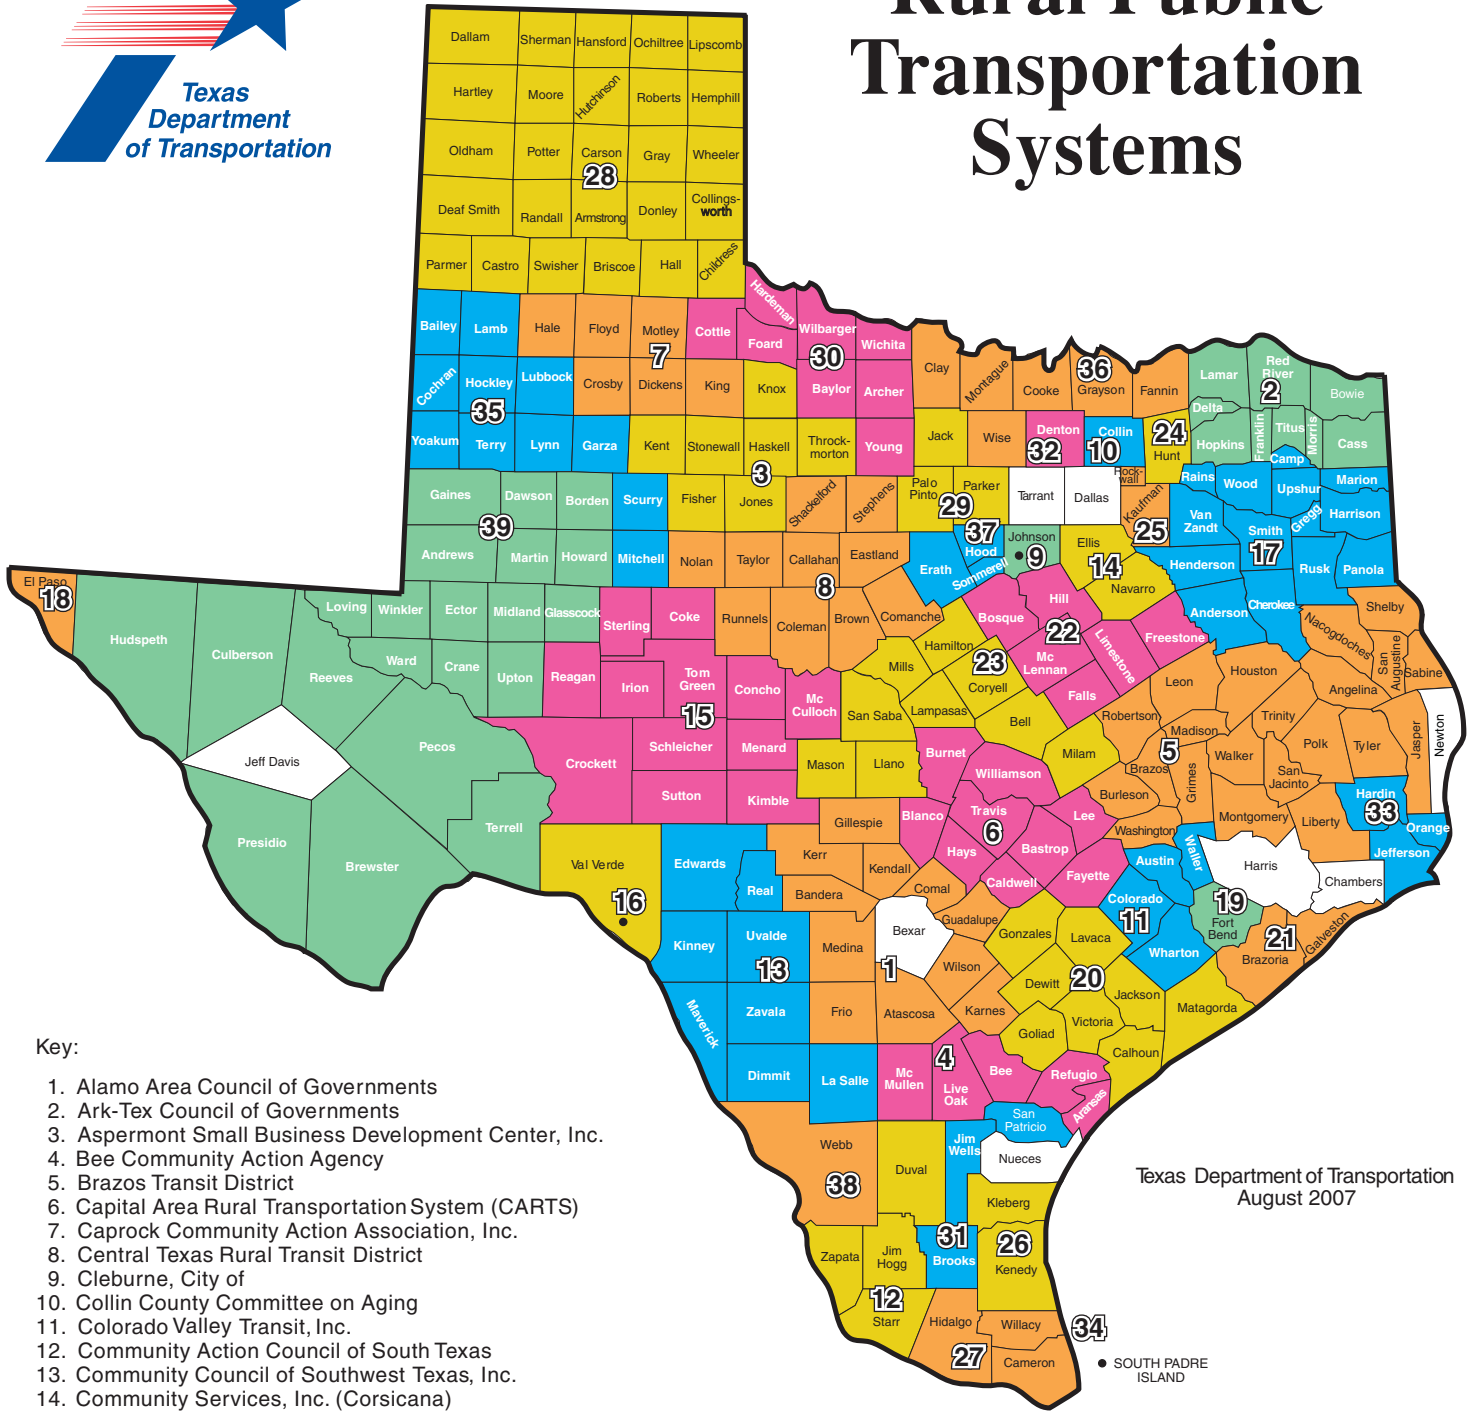 Rural Public
Transportation
Systems
Texas
Department
of Transportation
Dallam
Sherman
Hansford
Ochiltree
Lipscomb
Hartley
Moore
Hutchinson
Roberts
Hemphill
Oldham
Potter
Carson
Gray
Wheeler
28
Deaf Smith
Randall
Armstrong
Donley
Collings-
worth
Parmer
Castro
Swisher
Briscoe
Hall
Childress
Bailey
Lamb
Hale
Floyd
Motley
7
Cottle
Hardeman
Foard
Wilbarger
30
Wichita
Cochran
Hockley
35
Lubbock
Crosby
Dickens
King
Knox
Baylor
Archer
Clay
Montague
Cooke
36
Grayson
Fannin
Lamar
Red
River
2
Bowie
Delta
Yoakum
Terry
Lynn
Garza
Kent
Stonewall
Haskell
3
Throck-
morton
Young
Jack
Wise
Denton
32
Collin
10
24
Hunt
Hopkins
Franklin
Titus
Morris
Cass
Camp
Gaines
Dawson
Borden
Scurry
Fisher
Jones
Shackelford
Stephens
Palo
Pinto
29
Parker
Tarrant
Dallas
Rock-
wall
Kaufman
25
Rains
Wood
Upshur
Marion
39
Van
Zandt
Smith
17
Gregg
Harrison
Andrews
Martin
Howard
Mitchell
Nolan
Taylor
Callahan
8
Eastland
Erath
37
Hood
Sommerell
Johnson
9
Ellis
14
Navarro
Henderson
Rusk
Panola
El Paso
18
Hudspeth
Culberson
Loving
Winkler
Ector
Midland
Glasscock
Sterling
Coke
Runnels
Coleman
Brown
Comanche
Bosque
Hill
22
Freestone
Anderson
Cherokee
Nacogdoches
Shelby
Reeves
Ward
Crane
Upton
Reagan
Irion
Tom
Green
15
Concho
Mc
Culloch
Mills
Hamilton
23
Coryell
Mc
Lennan
Limestone
Falls
Leon
Houston
San
Augustine
Sabine
Angelina
San Saba
Lampasas
Bell
Robertson
Madison
5
Trinity
Polk
Tyler
Jasper
Newton
Jeff Davis
Pecos
Crockett
Schleicher
Menard
Mason
Llano
Burnet
Williamson
Milam
Brazos
Grimes
Walker
San
Jacinto
Sutton
Kimble
Gillespie
Blanco
Travis
6
Lee
Burleson
Washington
Montgomery
Liberty
Hardin
33
Orange
Presidio
Brewster
Terrell
Val Verde
16
Edwards
Real
Kerr
Kendall
Bandera
Hays
Bastrop
Caldwell
Fayette
Austin
Waller
Harris
Chambers
Jefferson
Comal
Guadalupe
Colorado
11
19
Fort
Bend
21
Brazoria
Galveston
Kinney
Uvalde
13
Medina
Bexar
1
Wilson
Gonzales
Lavaca
Wharton
Dewitt
20
Jackson
Matagorda
Maverick
Zavala
Frio
Atascosa
Karnes
Goliad
Victoria
Calhoun
Dimmit
La Salle
Mc
Mullen
4
Live
Oak
Bee
Refugio
Aransas
San
Patricio
Webb
38
Duval
Jim
Wells
Nueces
Kleberg
Zapata
Jim
Hogg
31
Brooks
26
Kenedy
12
Starr
Hidalgo
27
Willacy
Cameron
34
SOUTH PADRE
ISLAND
Texas Department of Transportation
August 2007
Key:
1. Alamo Area Council of Governments
2. Ark-Tex Council of Governments
3. Aspermont Small Business Development Center, Inc.
4. Bee Community Action Agency
5. Brazos Transit District
6. Capital Area Rural Transportation System (CARTS)
7. Caprock Community Action Association, Inc.
8. Central Texas Rural Transit District
9. Cleburne, City of
10. Collin County Committee on Aging
11. Colorado Valley Transit, Inc.
12. Community Action Council of South Texas
13. Community Council of Southwest Texas, Inc.
14. Community Services, Inc. (Corsicana)